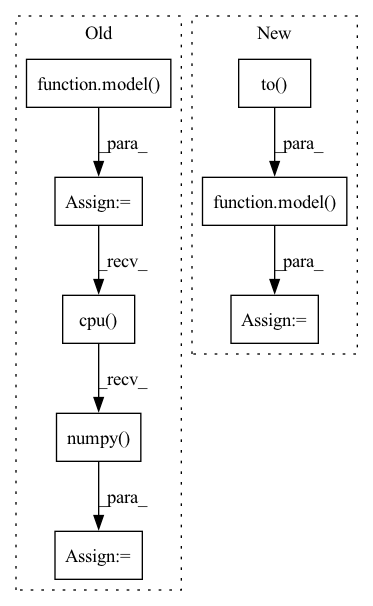 Old
function.model()
_para_
Assign:=
_recv_
cpu()
_recv_
numpy()
_para_
Assign:=
New
to()
_para_
function.model()
_para_
Assign:=